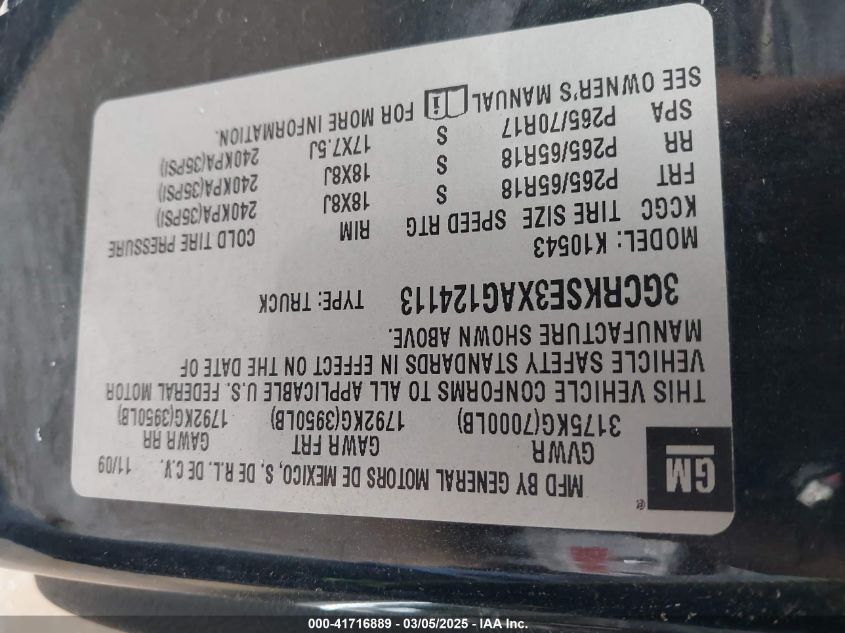 GM ®
MFD BY GENERAL MOTORS DE MEXICO, S. DE R.L. DE C.V. 11/09
GVWR GAWR FRT GAWR RR
3175KG(7000LB) 1792KG(3950LB) 1792KG(3950LB)
THIS VEHICLE CONFORMS TO ALL APPLICABLE U.S. FEDERAL MOTOR
VEHICLE SAFETY STANDARDS IN EFFECT ON THE DATE OF
MANUFACTURE SHOWN ABOVE.
3GCRKSE3XAG124113 TYPE: TRUCK
MODEL: K10543
KCGC TIRE SIZE SPEED RTG RIM COLD TIRE PRESSURE
FRT P265/65R18 S 18X8J 240KPA(35PSI)
RR P265/65R18 S 18X8J 240KPA(35PSI)
SPA P265/70R17 S 17X7.5J 240KPA(35PSI)
SEE OWNER'S MANUAL i FOR MORE INFORMATION.
000-41716889 - 03/05/2025 - © IAA Holdings, LLC.